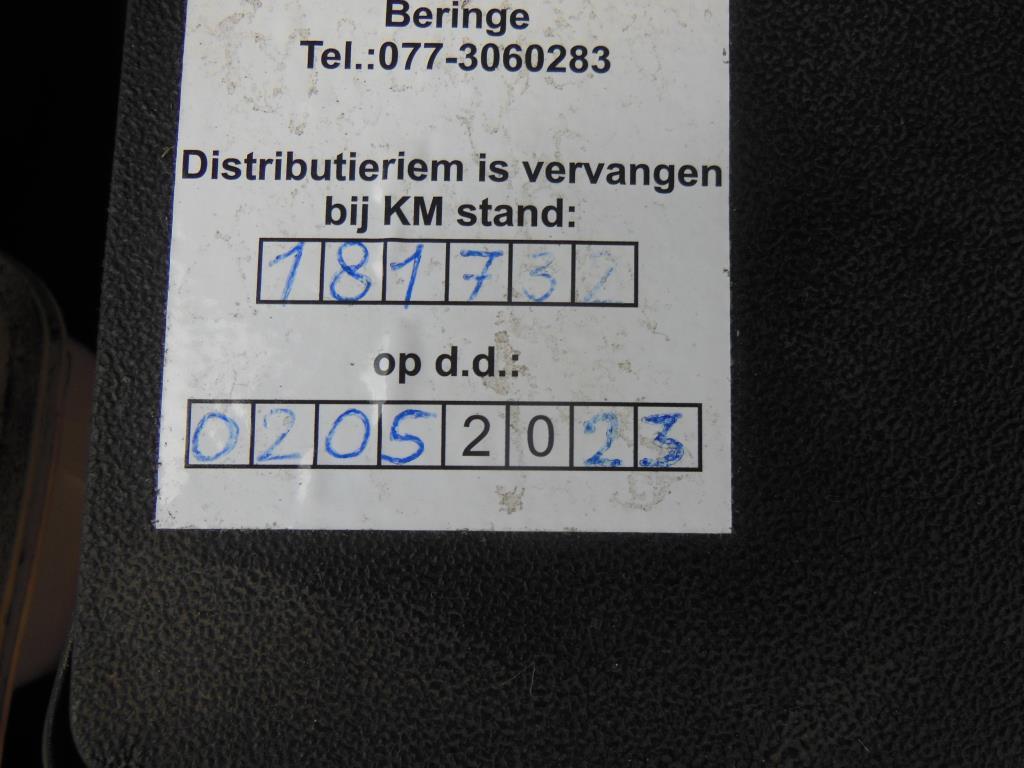 Beringe
Tel.:077-3060283
Distributieriem is vervangen
bij KM stand:
181732
op d.d.:
02052023